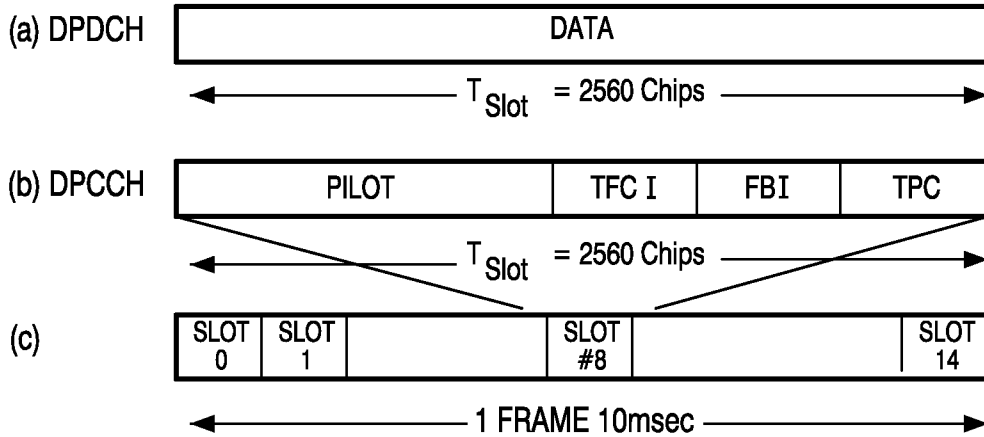 (a) DPDCH DATA
T Slot = 2560 Chips
(b) DPCCH PILOT TFC I FBI TPC
T Slot = 2560 Chips
(c) SLOT 0 SLOT 1 SLOT #8 SLOT 14
1 FRAME 10msec